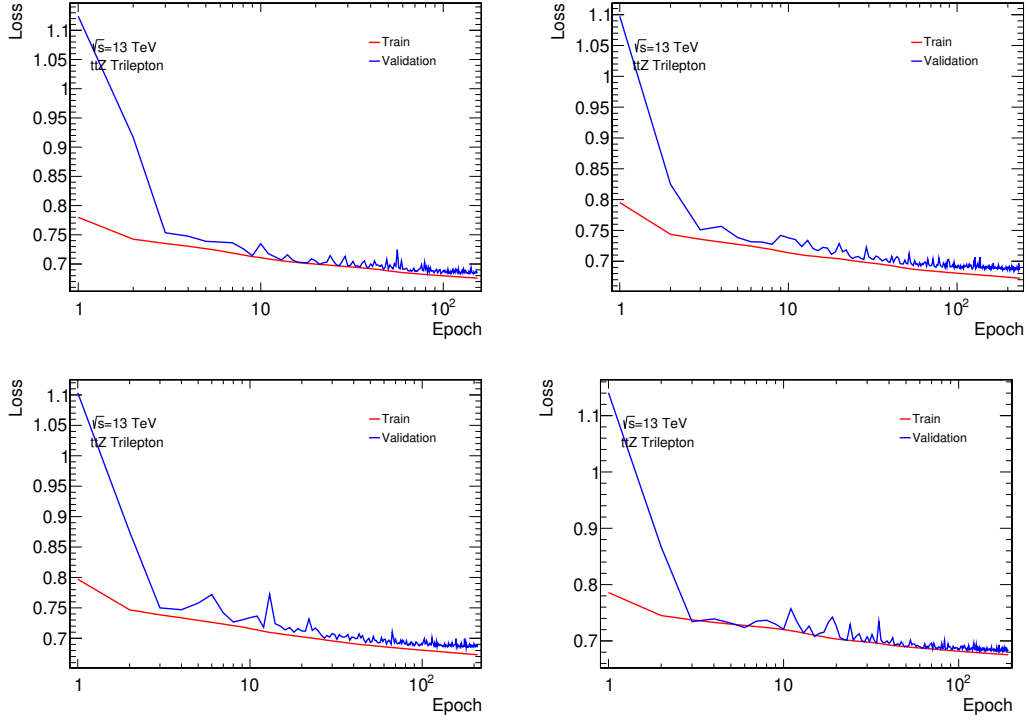 Loss
1.1
1.05
1
0.95
0.9
0.85
0.8
0.75
0.7
√s=13 TeV
ttZ Trilepton
Train
Validation
1
10
10²
Epoch
Loss
1.1
1.05
1
0.95
0.9
0.85
0.8
0.75
0.7
√s=13 TeV
ttZ Trilepton
Train
Validation
1
10
10²
Epoch
Loss
1.1
1.05
1
0.95
0.9
0.85
0.8
0.75
0.7
√s=13 TeV
ttZ Trilepton
Train
Validation
1
10
10²
Epoch
Loss
1.1
1
0.9
0.8
0.7
√s=13 TeV
ttZ Trilepton
Train
Validation
1
10
10²
Epoch